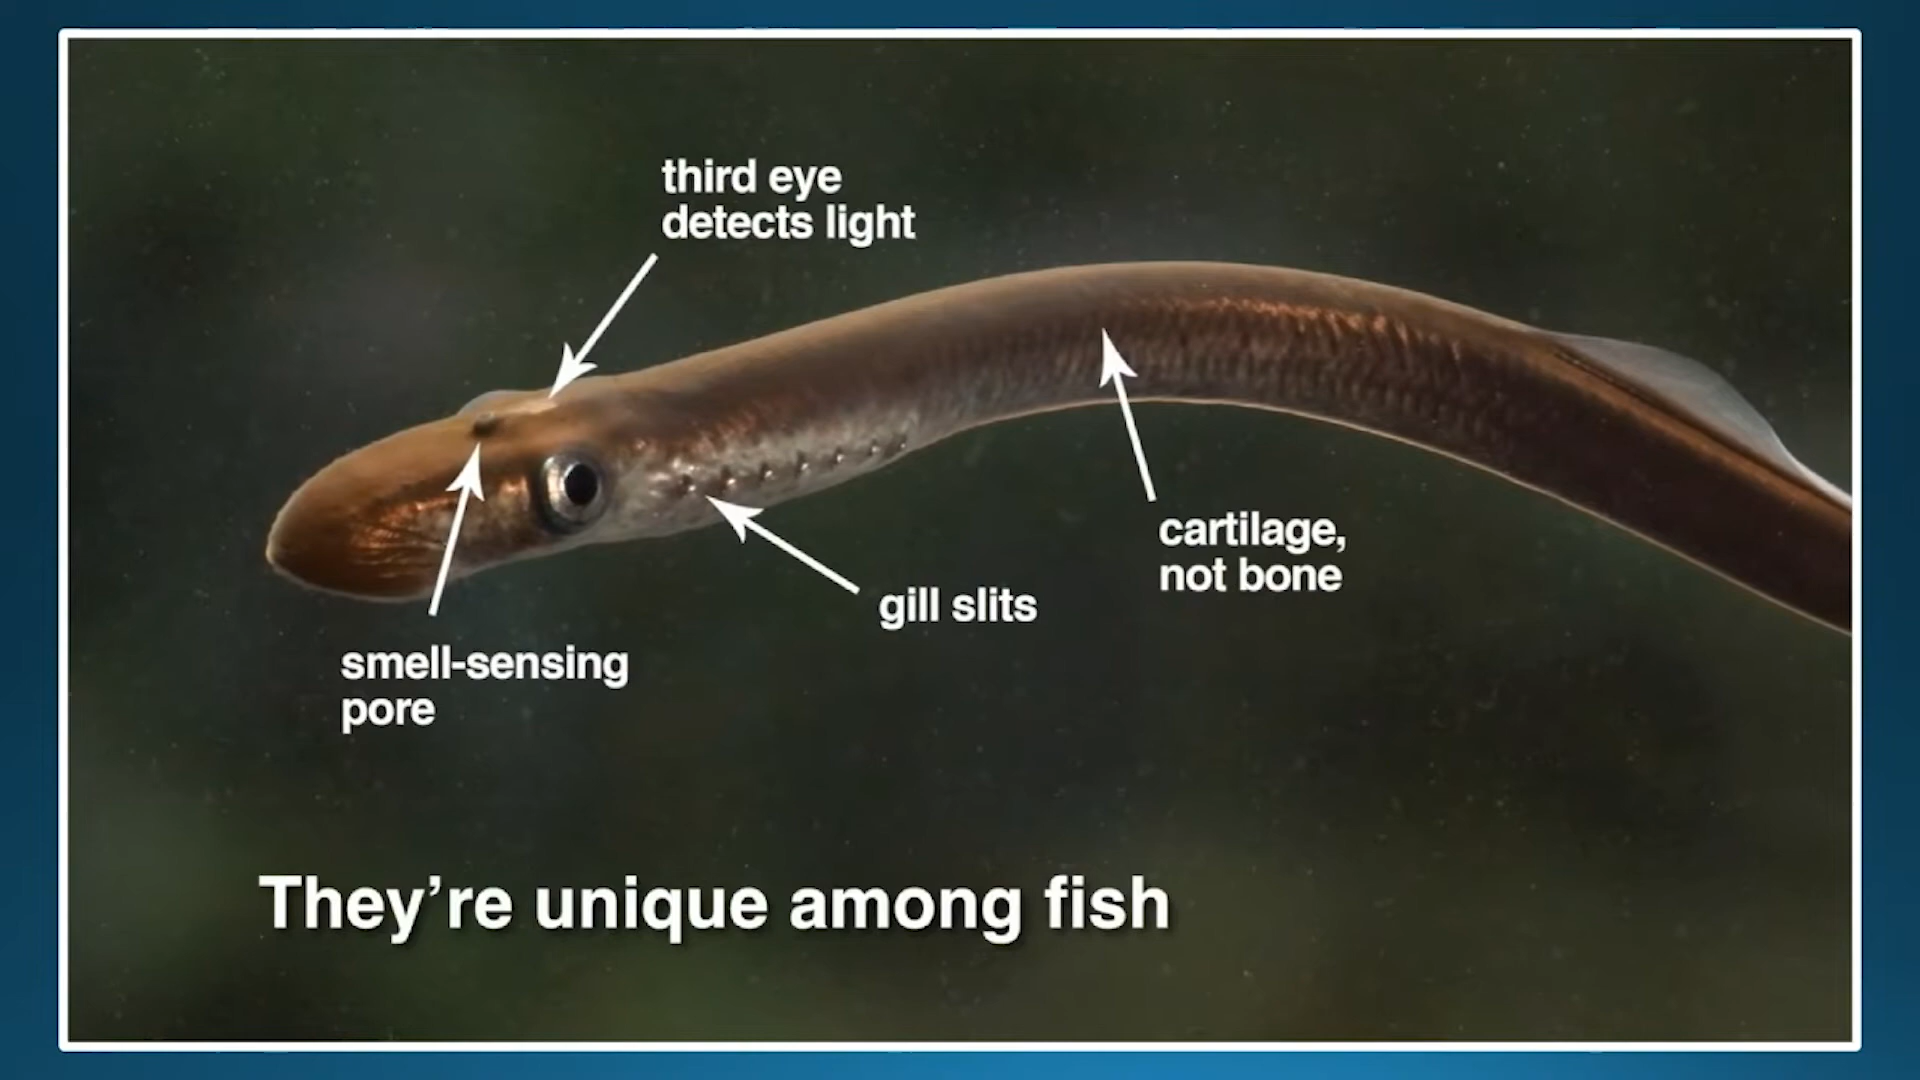 third eye
detects light
cartilage,
not bone
gill slits
smell-sensing
pore
They're unique among fish